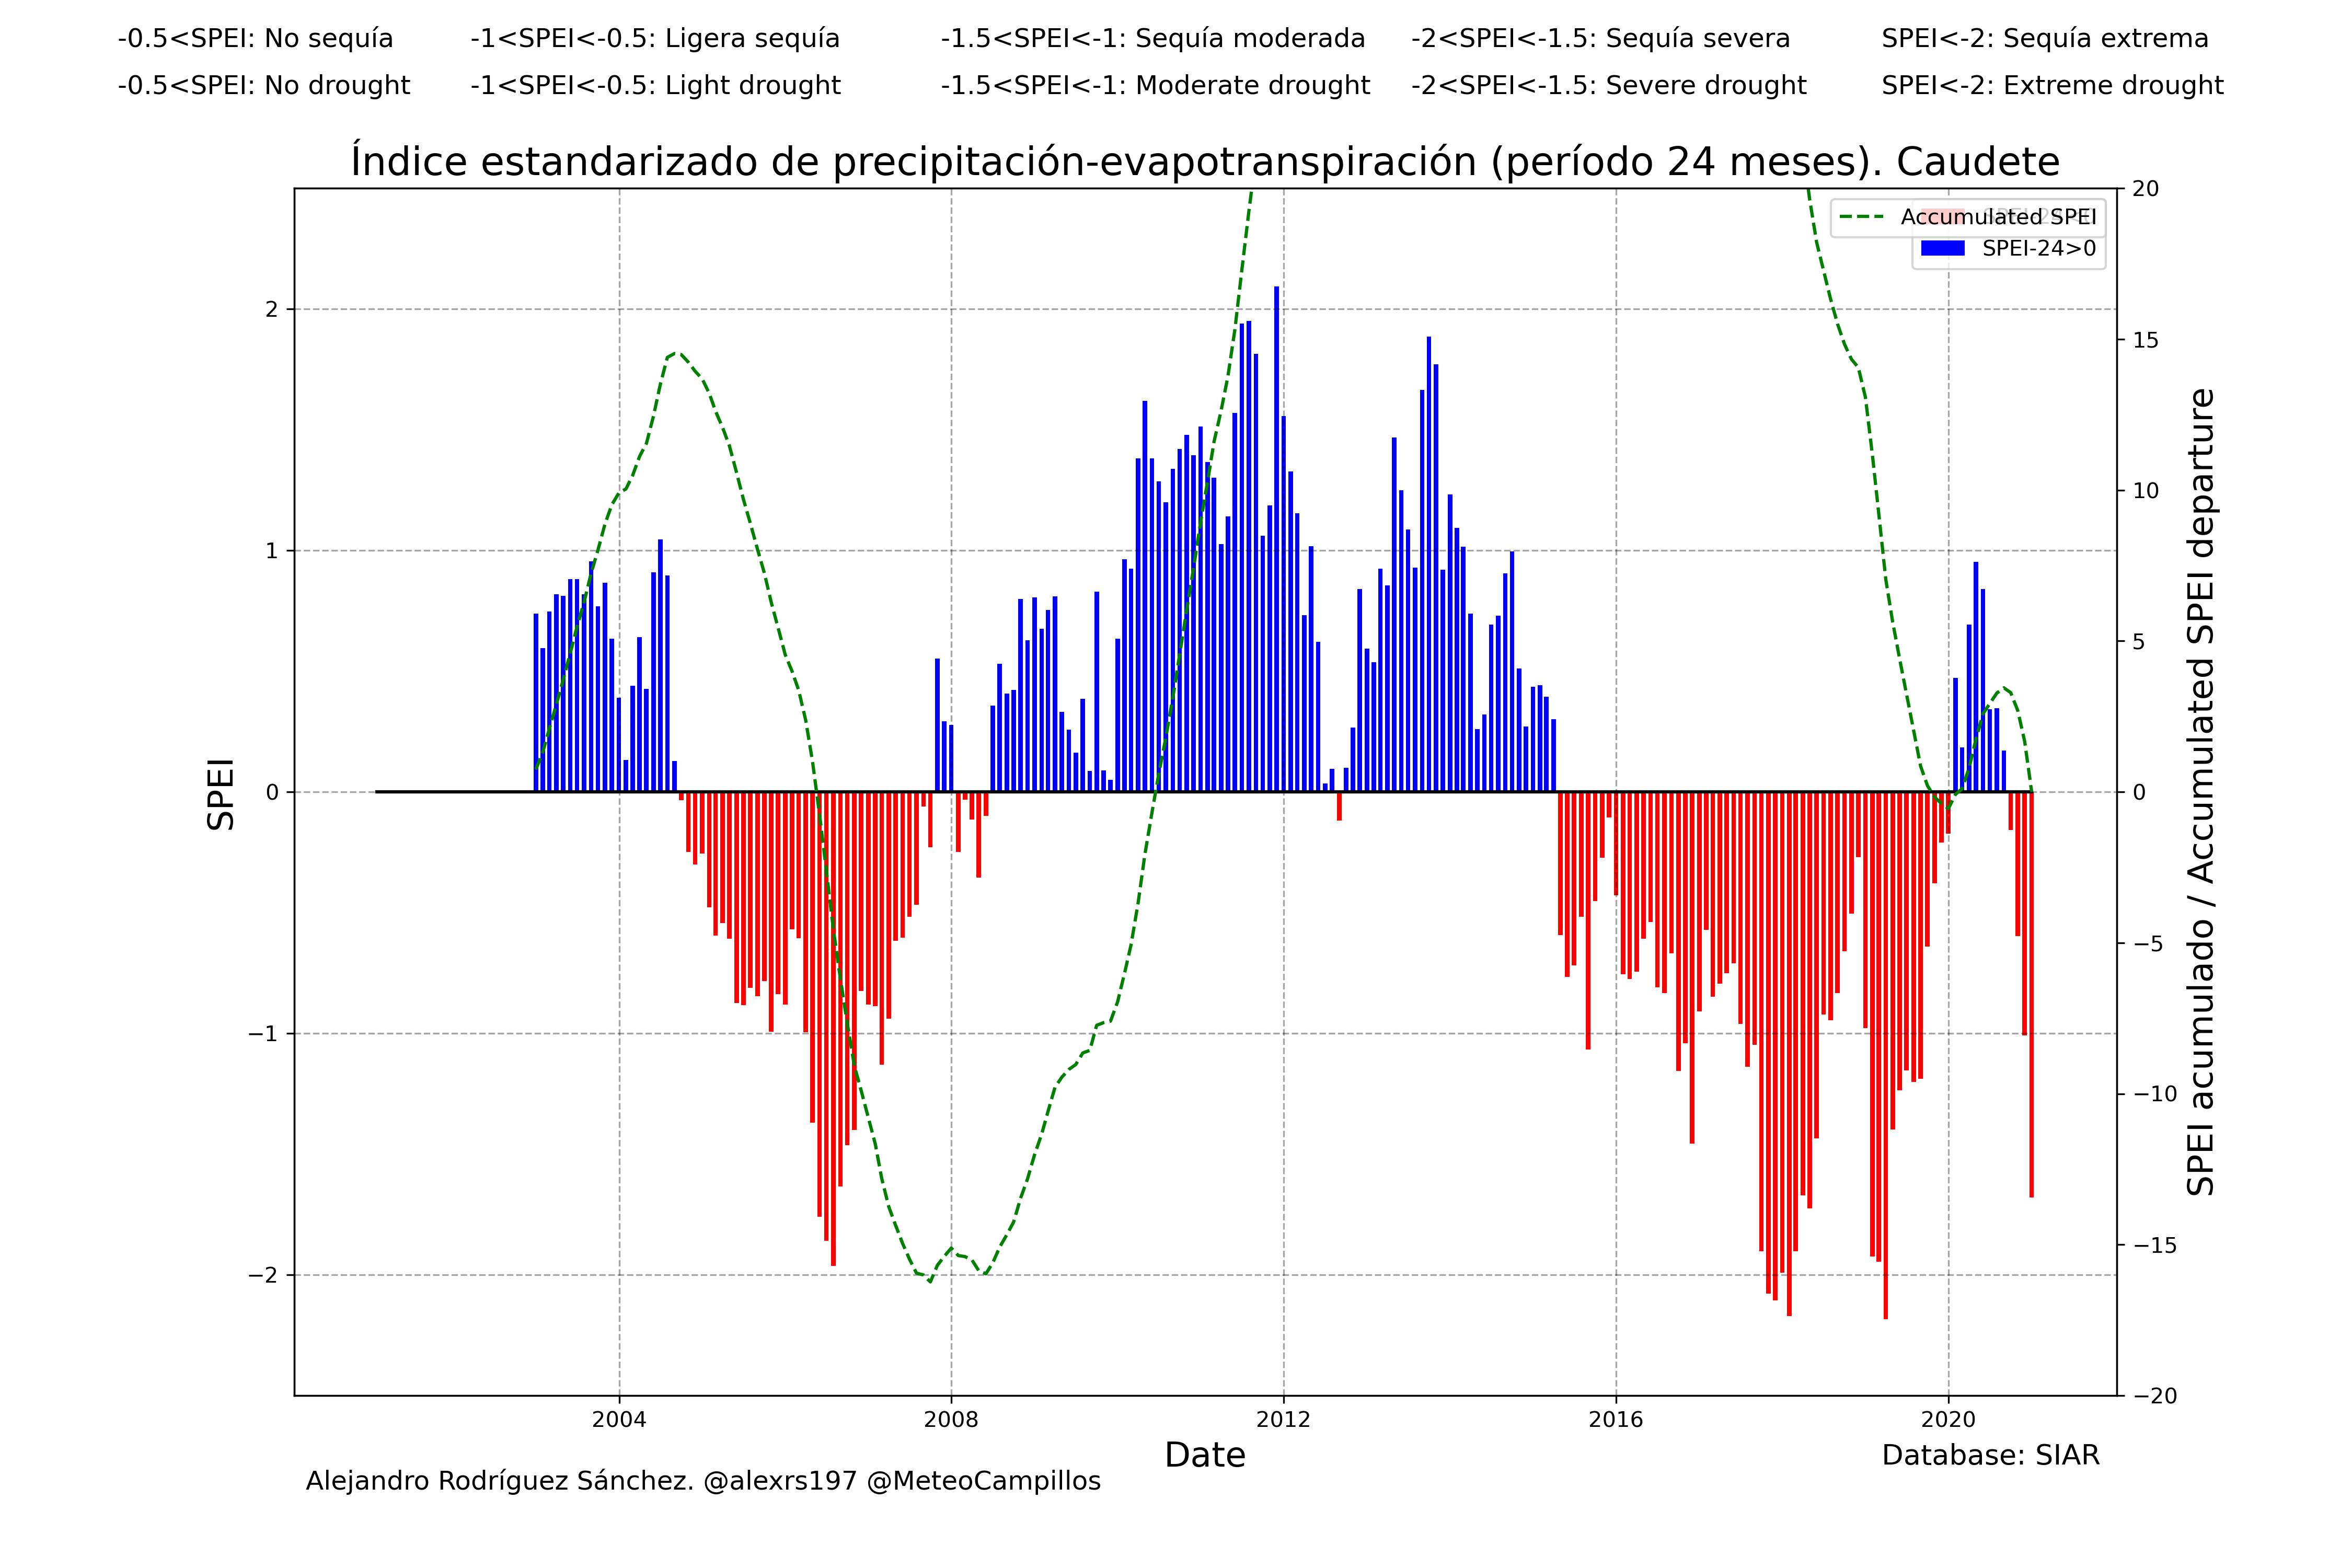 -0.5<SPEI: No sequía -1<SPEI<-0.5: Ligera sequía -1.5<SPEI<-1: Sequía moderada -2<SPEI<-1.5: Sequía severa SPEI<-2: Sequía extrema
-0.5<SPEI: No drought -1<SPEI<-0.5: Light drought -1.5<SPEI<-1: Moderate drought -2<SPEI<-1.5: Severe drought SPEI<-2: Extreme drought
Índice estandarizado de precipitación-evapotranspiración (período 24 meses). Caudete
Accumulated SPEI
SPEI-24>0
SPEI
2
1
0
−1
−2
20
15
10
5
0
−5
−10
−15
−20
SPEI acumulado / Accumulated SPEI departure
2004 2008 2012 2016 2020
Date
Database: SIAR
Alejandro Rodríguez Sánchez. @alexrs197 @MeteoCampillos